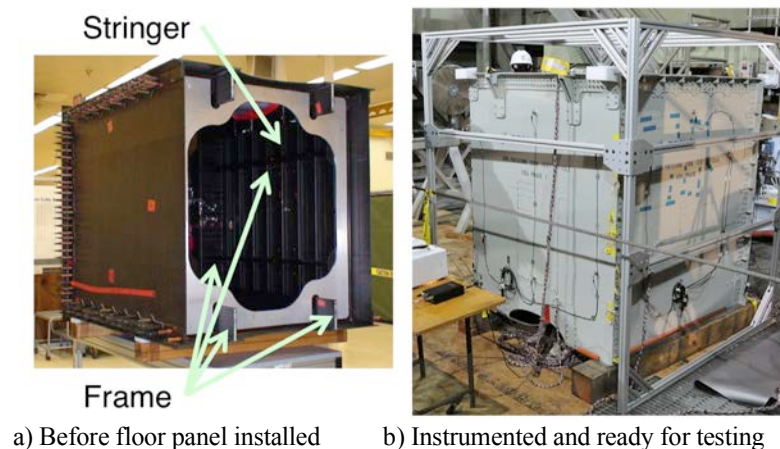 Stringer
Frame
a) Before floor panel installed
b) Instrumented and ready for testing